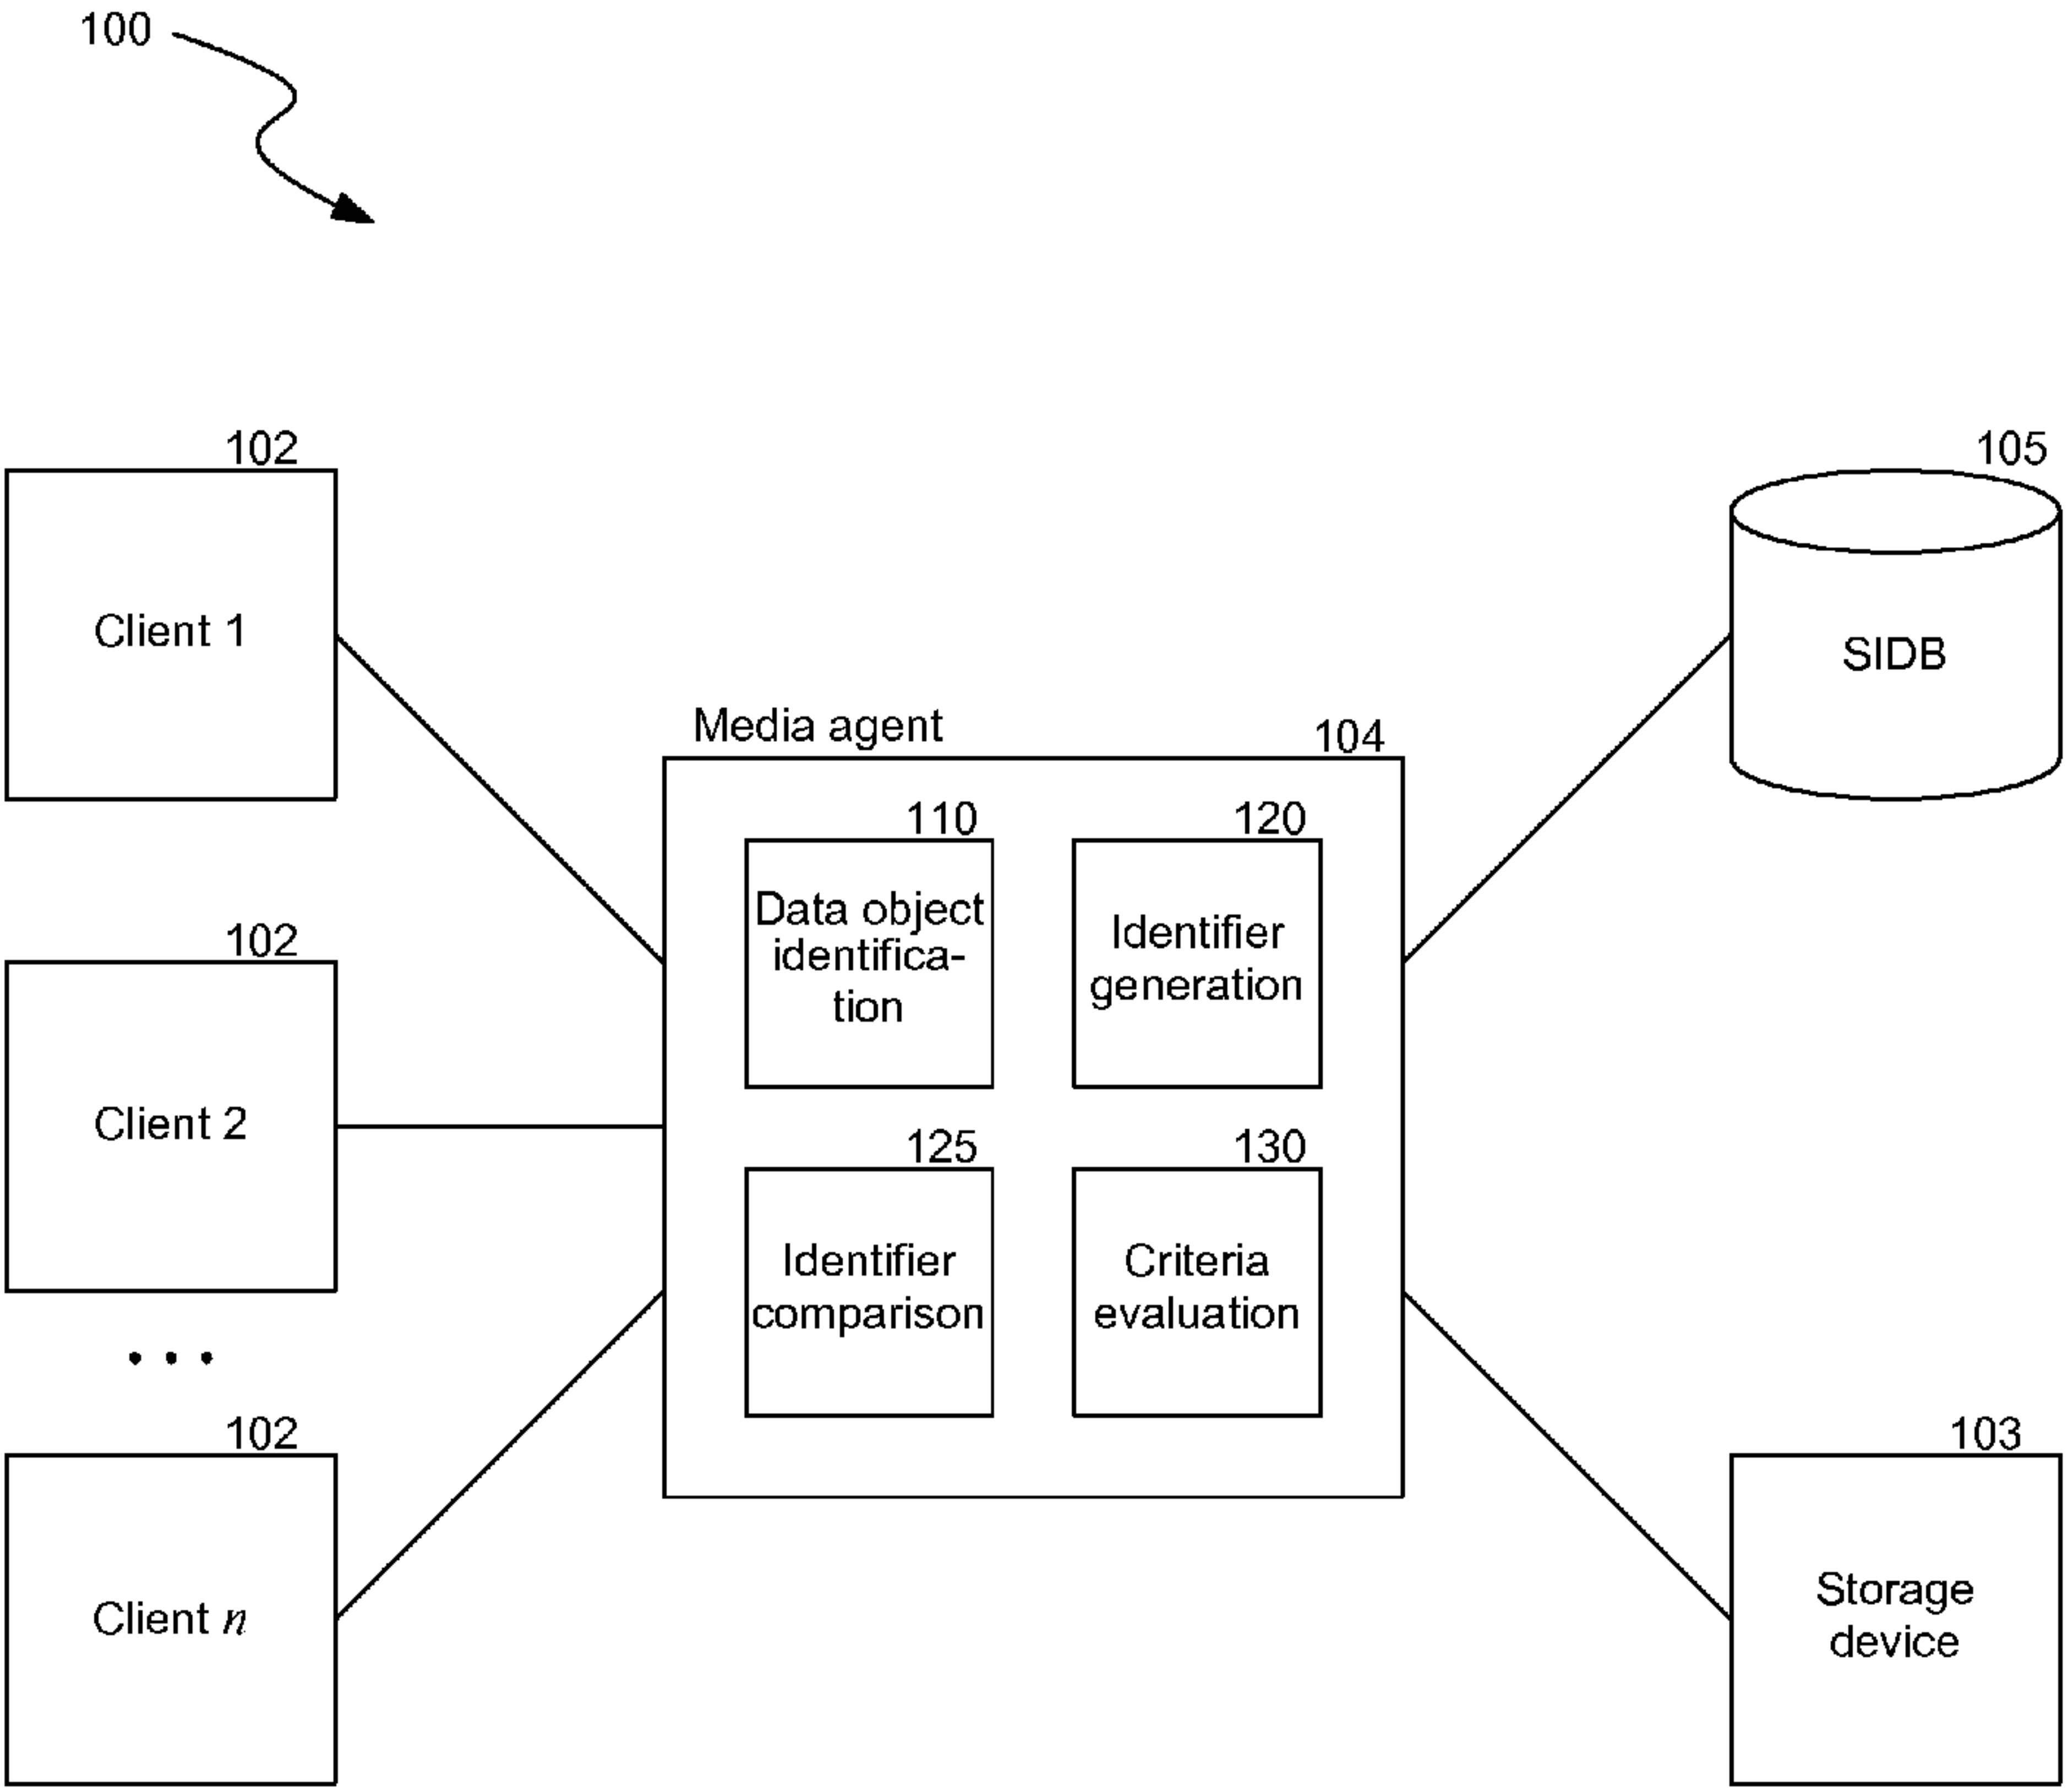 100
102
Client 1
102
Client 2
• • •
102
Client n
Media agent
104
110
Data object
identifica-
tion
120
Identifier
generation
125
Identifier
comparison
130
Criteria
evaluation
105
SIDB
103
Storage
device